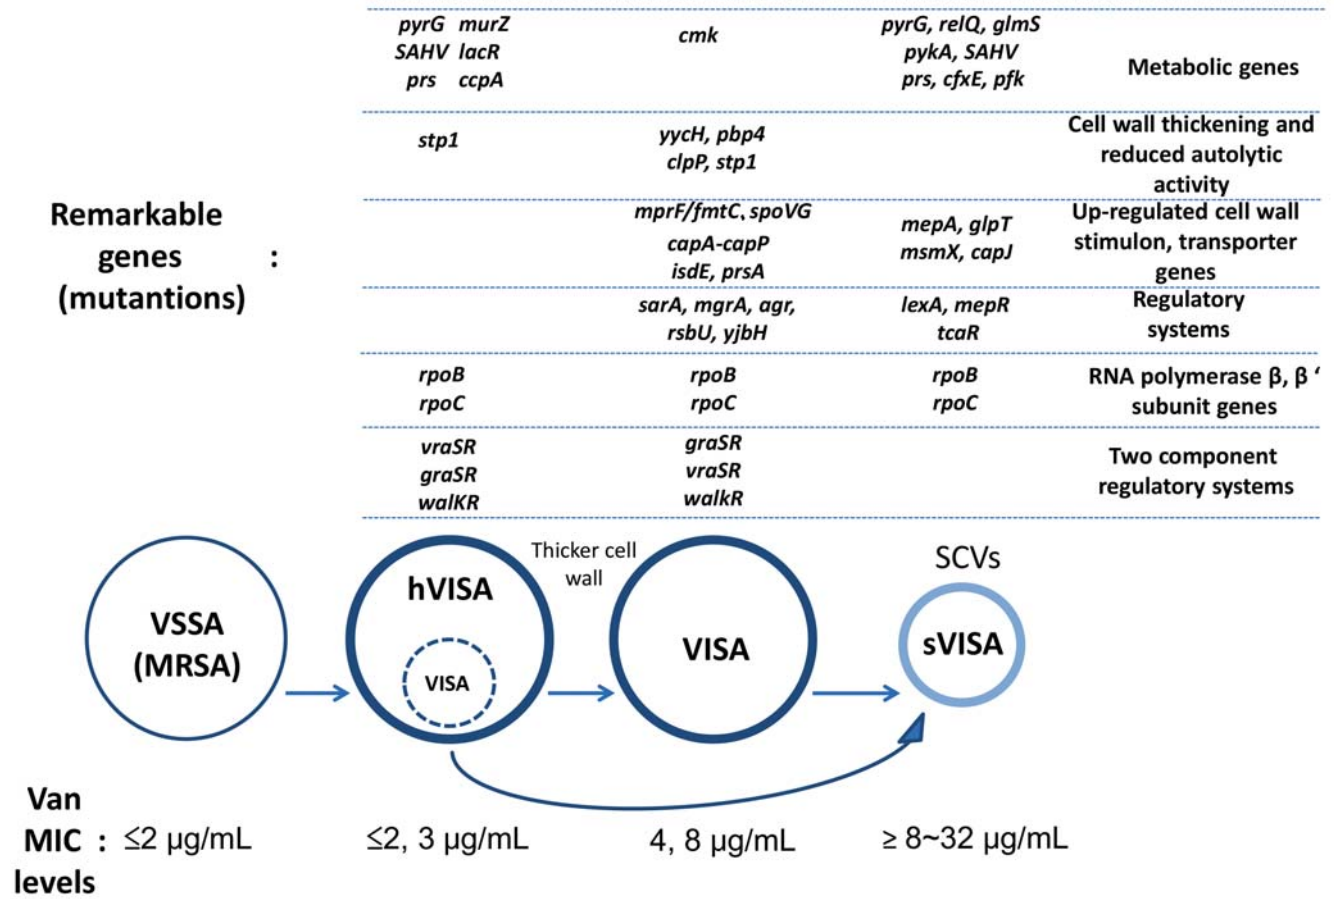 pyrG murZ
SAHV lacR
prs ccpA
cmk
pyrG, relQ, glmS
pykA, SAHV
prs, cfxE, pfk
Metabolic genes
stp1
yycH, pbp4
clpP, stp1
Cell wall thickening and
reduced autolytic
activity
Remarkable
genes :
(mutantions)
mprF/fmtC, spoVG
capA-capP
isdE, prsA
mepA, glpT
msmX, capJ
Up-regulated cell wall
stimulon, transporter
genes
sarA, mgrA, agr,
rsbU, yjbH
lexA, mepR
tcaR
Regulatory
systems
rpoB
rpoC
rpoB
rpoC
rpoB
rpoC
RNA polymerase β, β ‘
subunit genes
vraSR
graSR
walKR
graSR
vraSR
walkR
Two component
regulatory systems
VSSA
(MRSA)
hVISA
VISA
Thicker cell
wall
VISA
SCVs
sVISA
Van
MIC :
levels
≤2 µg/mL
≤2, 3 µg/mL
4, 8 µg/mL
≥ 8~32 µg/mL